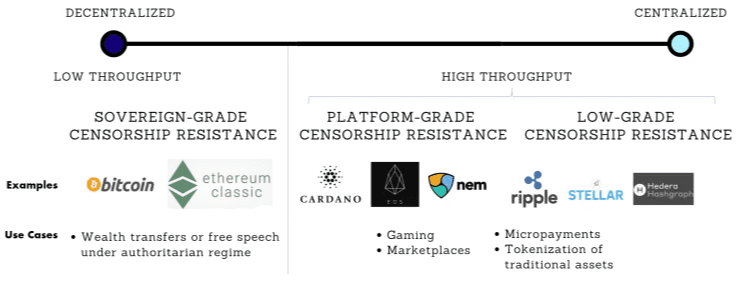 DECENTRALIZED
CENTRALIZED
LOW THROUGHPUT
HIGH THROUGHPUT
SOVEREIGN-GRADE
CENSORSHIP RESISTANCE
PLATFORM-GRADE
CENSORSHIP RESISTANCE
LOW-GRADE
CENSORSHIP RESISTANCE
Examples
bitcoin
ethereum
classic
CARDANO
EOS
nem
ripple
STELLAR
Hedera
Hashgraph
Use Cases
• Wealth transfers or free speech
under authoritarian regime
• Gaming
• Marketplaces
• Micropayments
• Tokenization of
traditional assets